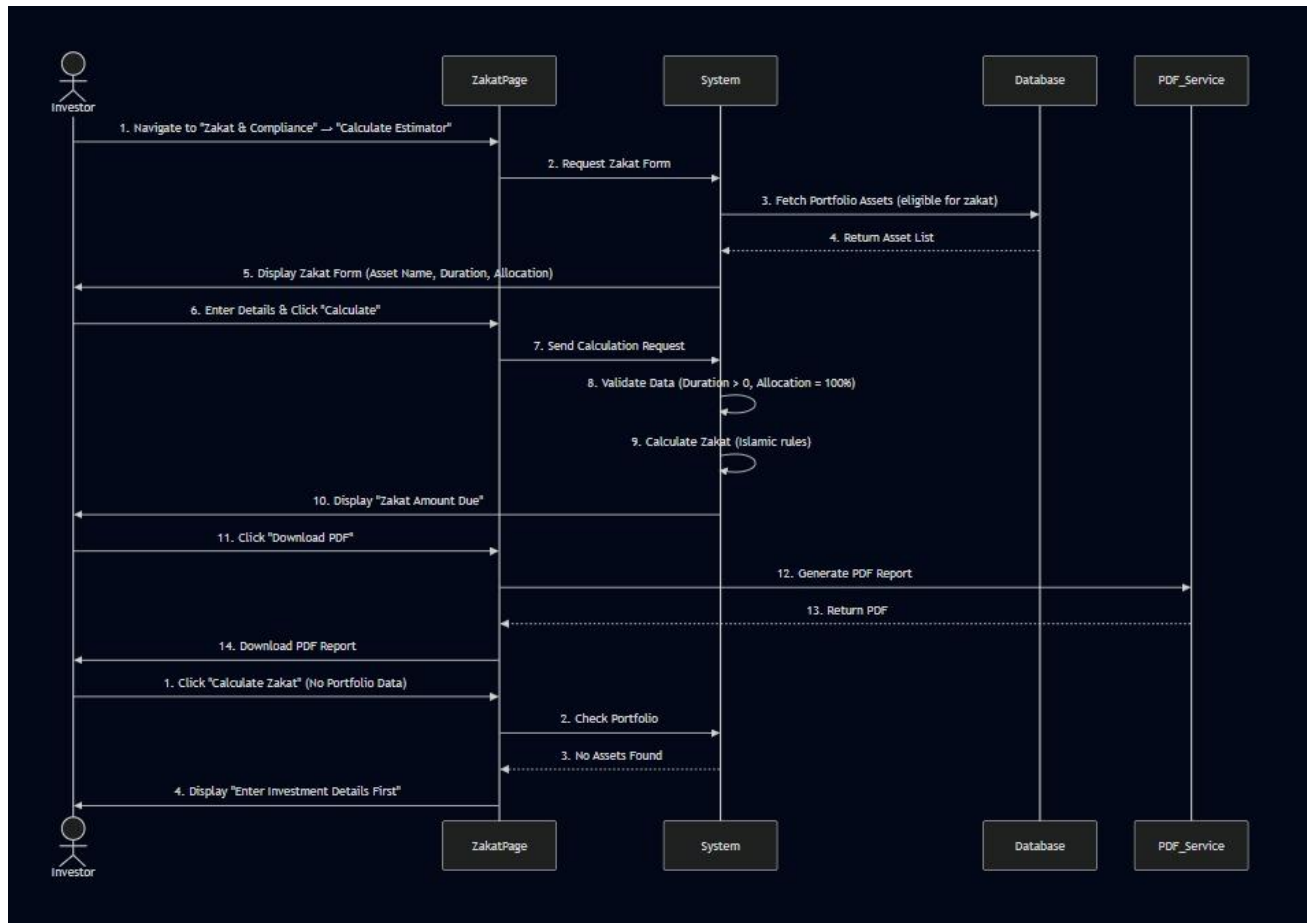 Investor
ZakatPage
System
Database
PDF_Service
1. Navigate to "Zakat & Compliance" → "Calculate Estimator"
2. Request Zakat Form
3. Fetch Portfolio Assets (eligible for zakat)
4. Return Asset List
5. Display Zakat Form (Asset Name, Duration, Allocation)
6. Enter Details & Click "Calculate"
7. Send Calculation Request
8. Validate Data (Duration > 0, Allocation = 100%)
9. Calculate Zakat (Islamic rules)
10. Display "Zakat Amount Due"
11. Click "Download PDF"
12. Generate PDF Report
13. Return PDF
14. Download PDF Report
1. Click "Calculate Zakat" (No Portfolio Data)
2. Check Portfolio
3. No Assets Found
4. Display "Enter Investment Details First"
Investor
ZakatPage
System
Database
PDF_Service